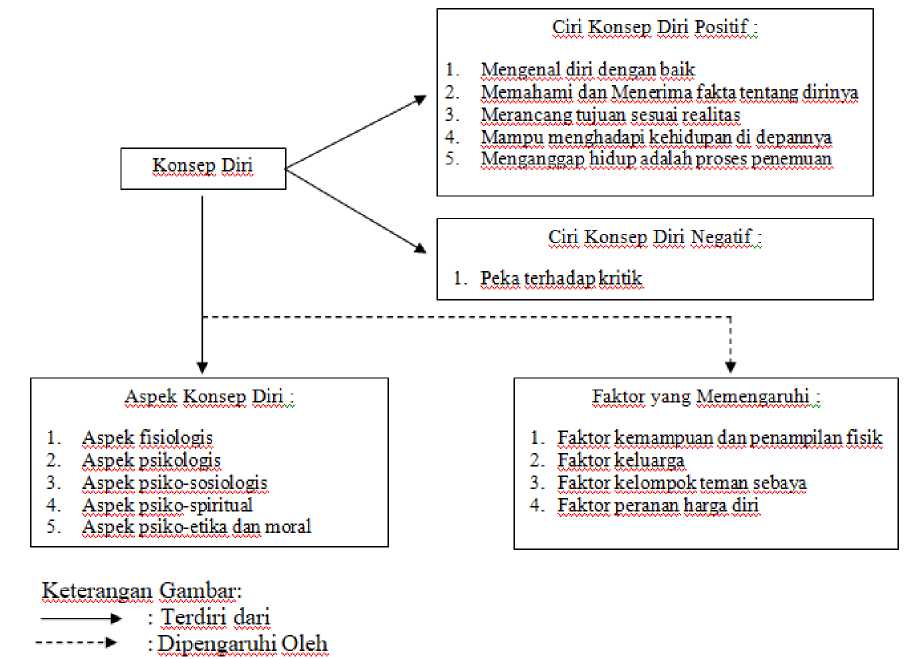 Ciri Konsep Diri Positif :
1. Mengenal diri dengan baik
2. Memahami dan Menerima fakta tentang dirinya
3. Merancang tujuan sesuai realitas
4. Mampu menghadapi kehidupan di depannya
5. Menganggap hidup adalah proses penemuan
Konsep Diri
Ciri Konsep Diri Negatif :
1. Peka terhadap kritik
Aspek Konsep Diri :
1. Aspek fisiologis
2. Aspek psikologis
3. Aspek psiko-sosiologis
4. Aspek psiko-spiritual
5. Aspek psiko-etika dan moral
Faktor yang Memengaruhi :
1. Faktor kemampuan dan penampilan fisik
2. Faktor keluarga
3. Faktor kelompok teman sebaya
4. Faktor peranan harga diri
Keterangan Gambar:
: Terdiri dari
: Dipengaruhi Oleh